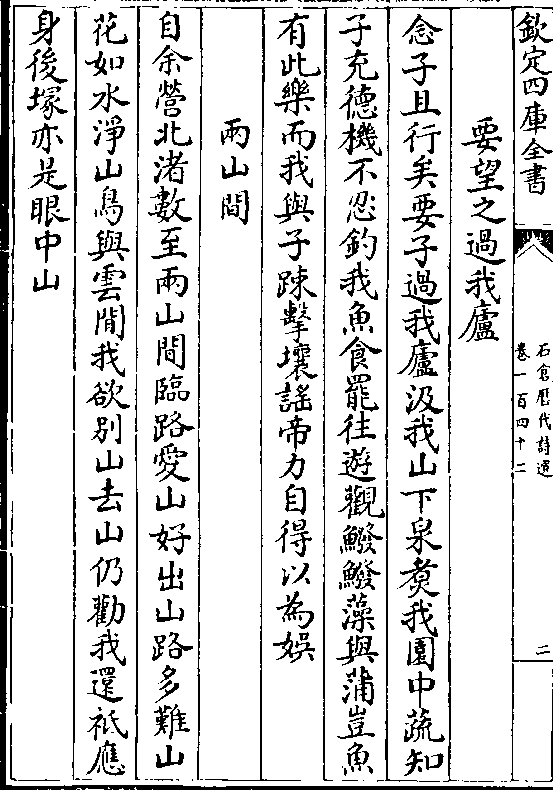 欽定四庫全書
石倉歷代詩選
卷一百四十二
二
要望之過我廬
念子且行矣要子過我廬汲我山下泉煑我園中蔬知
子充德機不忍釣我魚食罷往遊觀鱍鱍藻與蒲豈魚
有此樂而我與子踈擊壤謡帝力自得以為娱
兩山間
自余營北渚數至兩山間臨路愛山好出山路多難山
花如水淨山鳥與雲閒我欲别山去山仍勸我還祗應
身後塚亦是眼中山